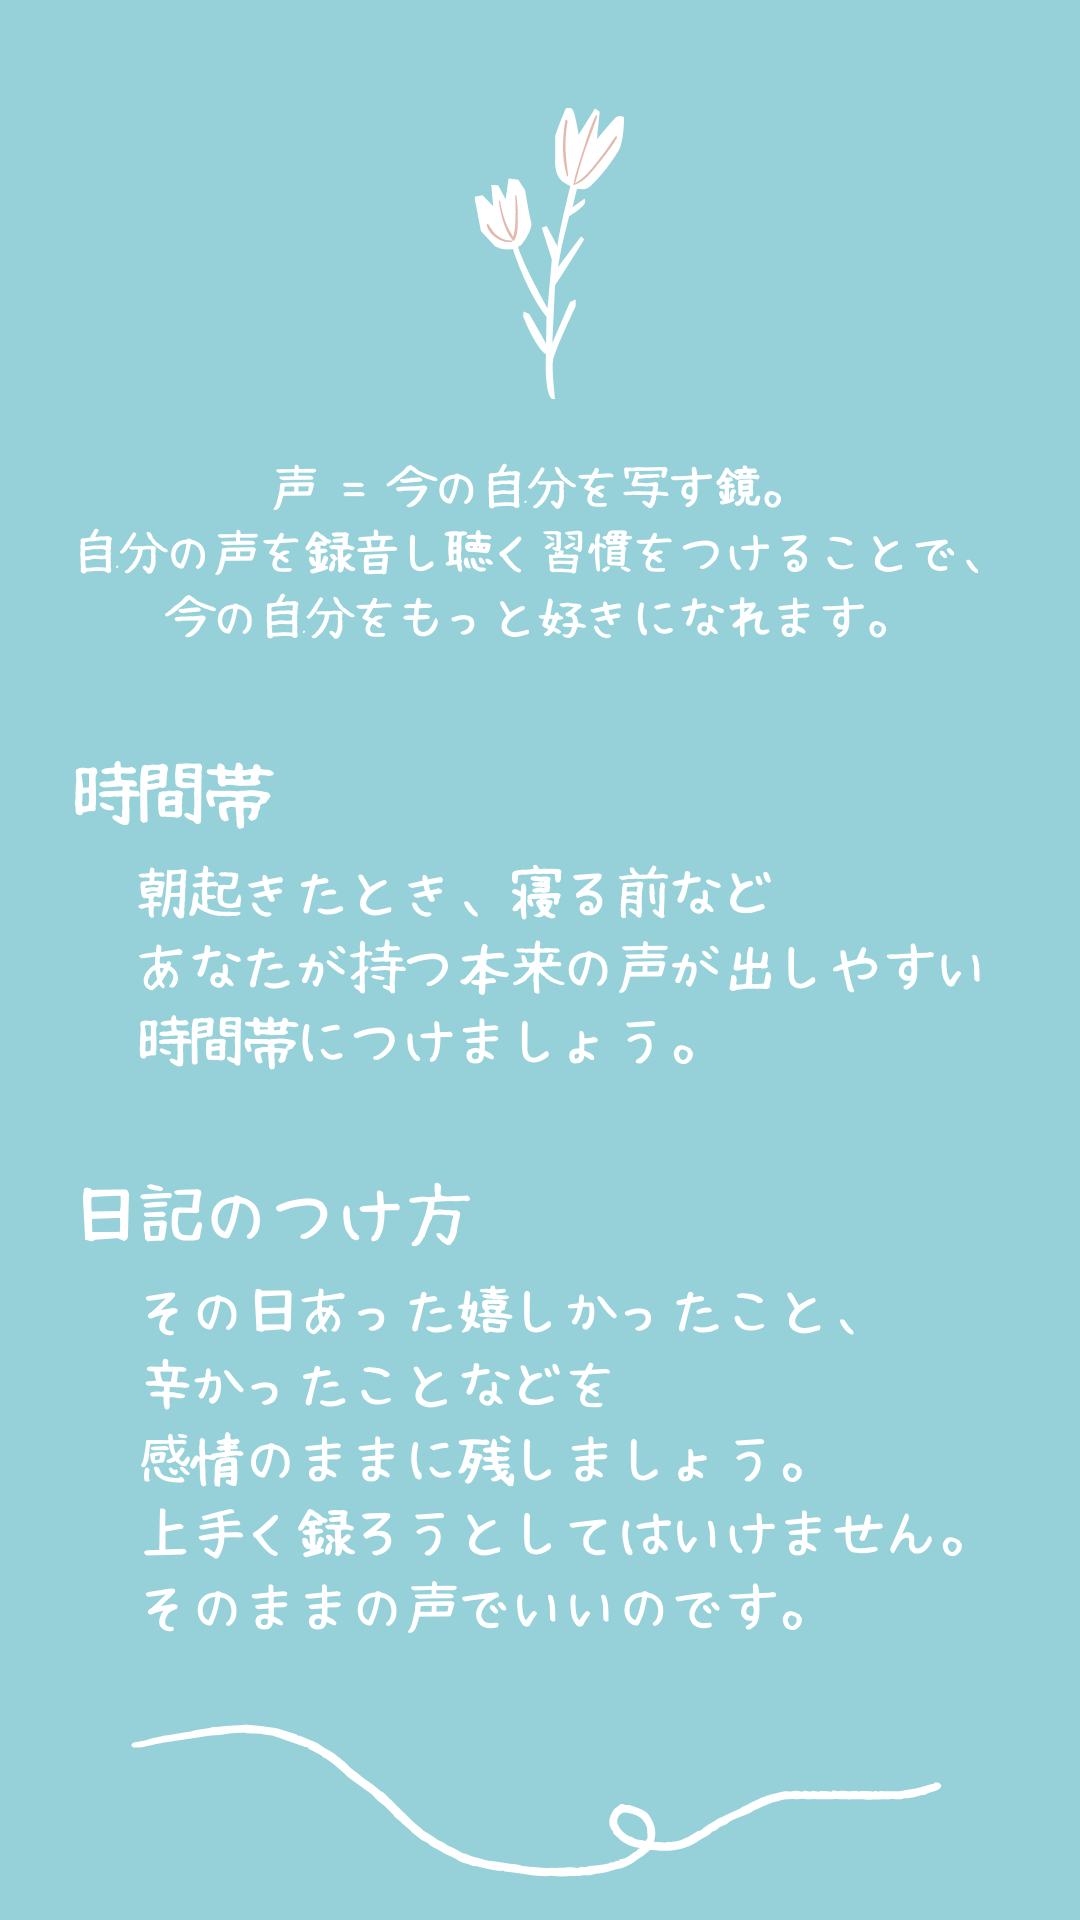 声 = 今の自分を写す鏡。
自分の声を録音し聴く習慣をつけることで、
今の自分をもっと好きになれます。
時間帯
朝起きたとき、寝る前など
あなたが持つ本来の声が出しやすい
時間帯につけましょう。
日記のつけ方
その日あった嬉しかったこと、
辛かったことなどを
感情のままに残しましょう。
上手く録ろうとしてはいけません。
そのままの声でいいのです。